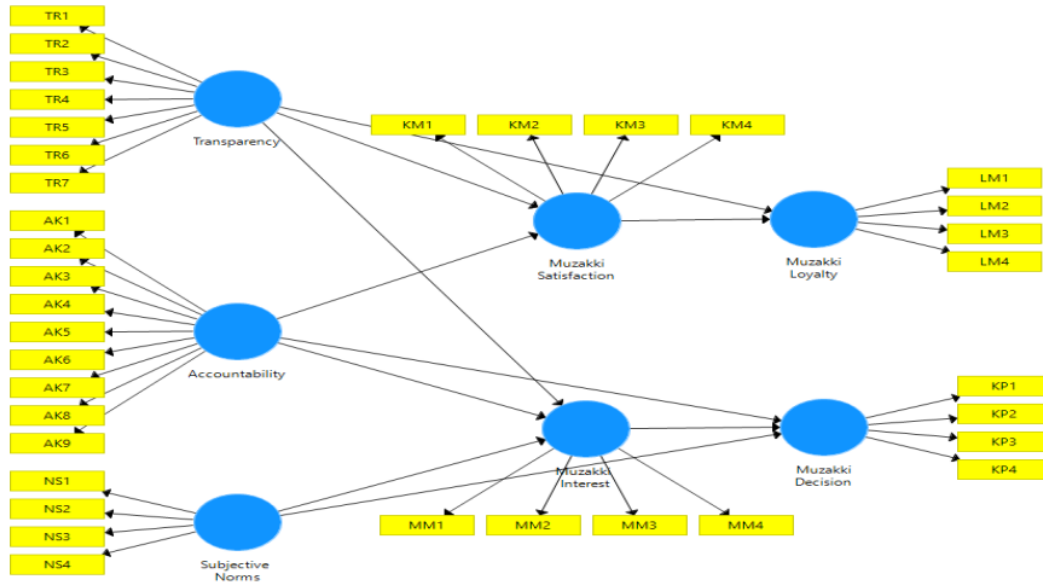 TR1
TR2
TR3
TR4
TR5
TR6
TR7
Transparency
KM1
KM2
KM3
KM4
Muzakki
Satisfaction
LM1
LM2
LM3
LM4
Muzakki
Loyalty
AK1
AK2
AK3
AK4
AK5
AK6
AK7
AK8
AK9
Accountability
KP1
KP2
KP3
KP4
Muzakki
Decision
Muzakki
Interest
MM1
MM2
MM3
MM4
NS1
NS2
NS3
NS4
Subjective
Norms